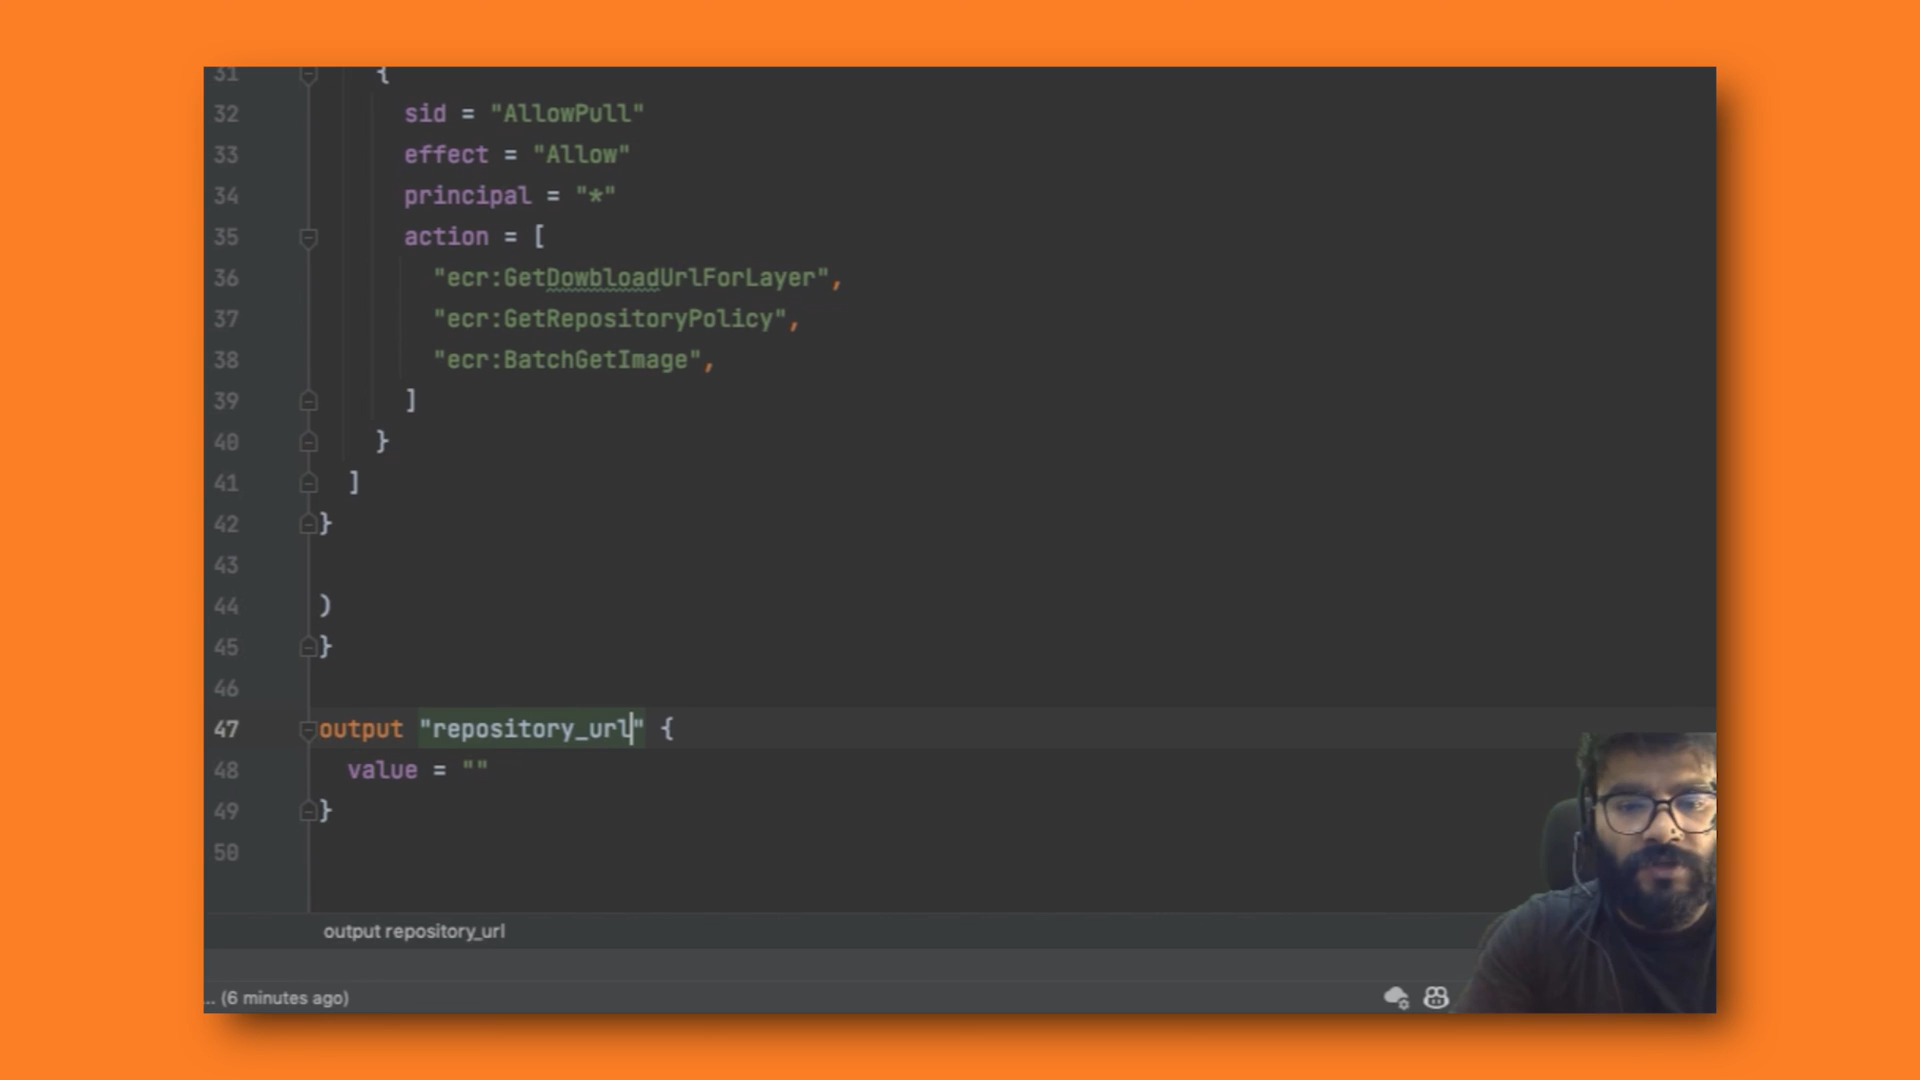 31 {
32 sid = "AllowPull"
33 effect = "Allow"
34 principal = "*"
35 action = [
36 "ecr:GetDowbloadUrlForLayer",
37 "ecr:GetRepositoryPolicy",
38 "ecr:BatchGetImage",
39 ]
40 }
41 ]
42 }
43
44 )
45 }
46
47 output "repository_url" {
48 value = ""
49 }
50
output repository_url
... (6 minutes ago)